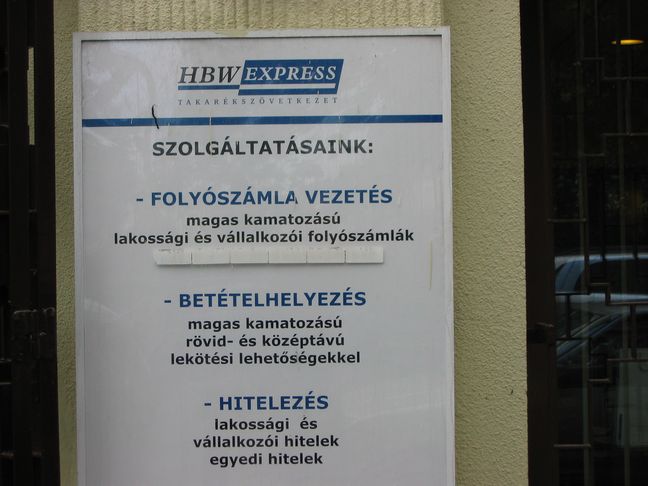 HBW EXPRESS
TAKARÉKSZÖVETKEZET
SZOLGÁLTATÁSAINK:
- FOLYÓSZÁMLA VEZETÉS
magas kamatozású
lakossági és vállalkozói folyószámlák
- BETÉTELHELYEZÉS
magas kamatozású
rövid- és középtávú
lekötési lehetőségekkel
- HITELEZÉS
lakossági és
vállalkozói hitelek
egyedi hitelek